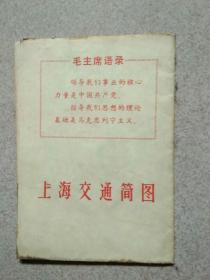 毛主席语录
领导我们事业的核心
力量是中国共产党。
指导我们思想的理论
基础是马克思列宁主义。
上海交通简图